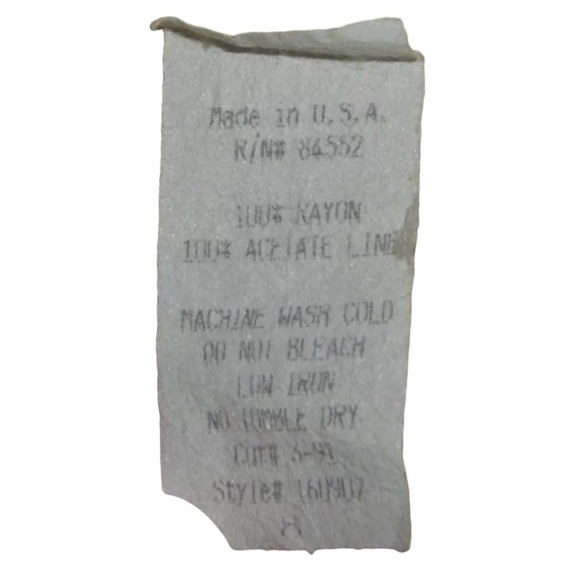 Made in U.S.A.
R/N# 84552
100% RAYON
100% ACETATE LINE
MACHINE WASH COLD
DO NOT BLEACH
LOW IRON
NO TUMBLE DRY
Cut#
Style#
8